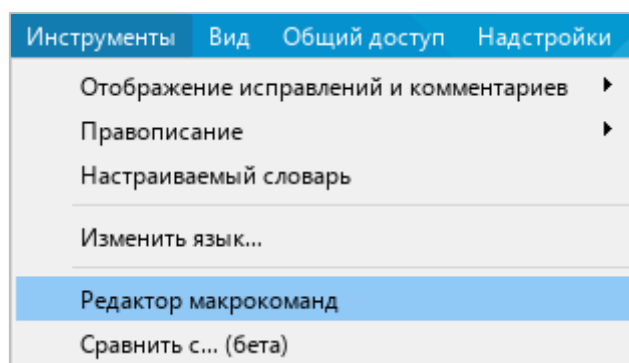 Инструменты Вид Общий доступ Надстройки
Отображение исправлений и комментариев
Правописание
Настраиваемый словарь
Изменить язык...
Редактор макрокоманд
Сравнить с... (бета)